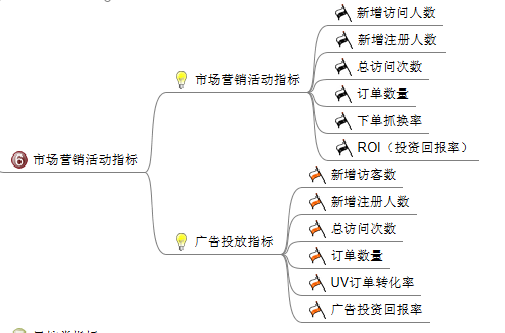 新增访问人数
新增注册人数
总访问次数
市场营销活动指标
订单数量
下单抓换率
ROI（投资回报率）
6 市场营销活动指标
新增访客数
新增注册人数
总访问次数
广告投放指标
订单数量
UV订单转化率
广告投资回报率